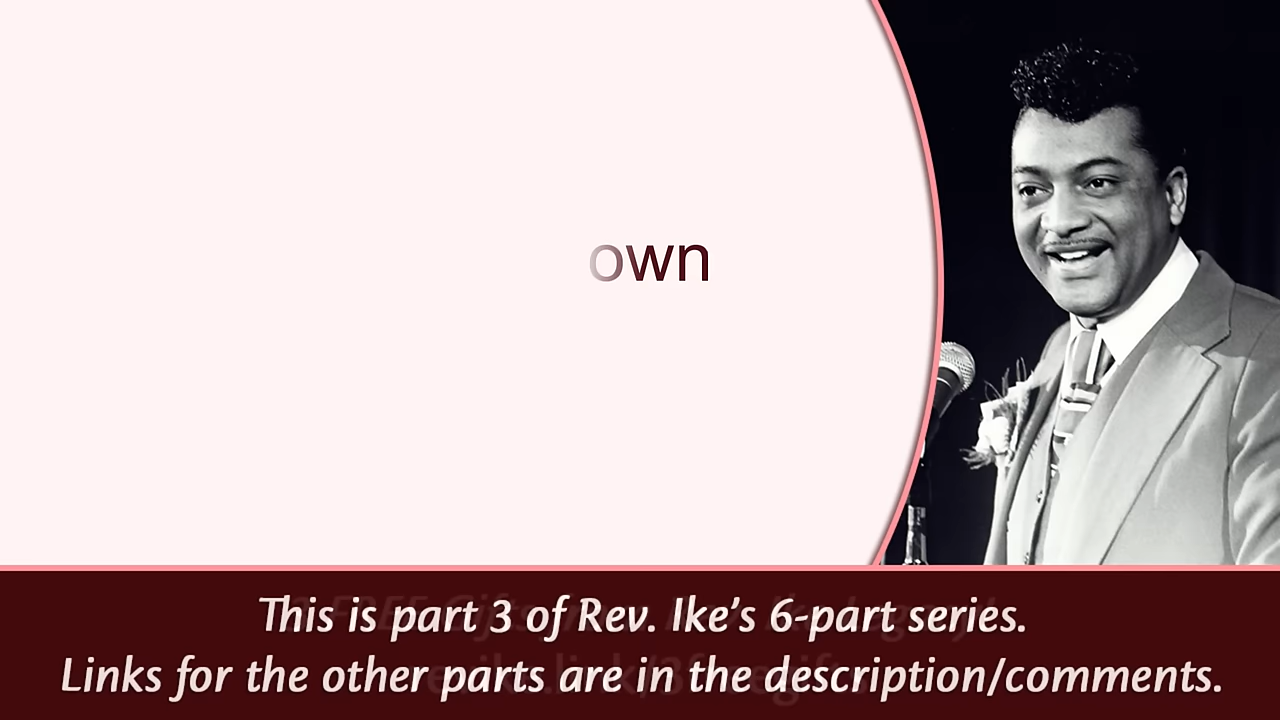 own
This is part 3 of Rev. Ike’s 6-part series.
Links for the other parts are in the description/comments.